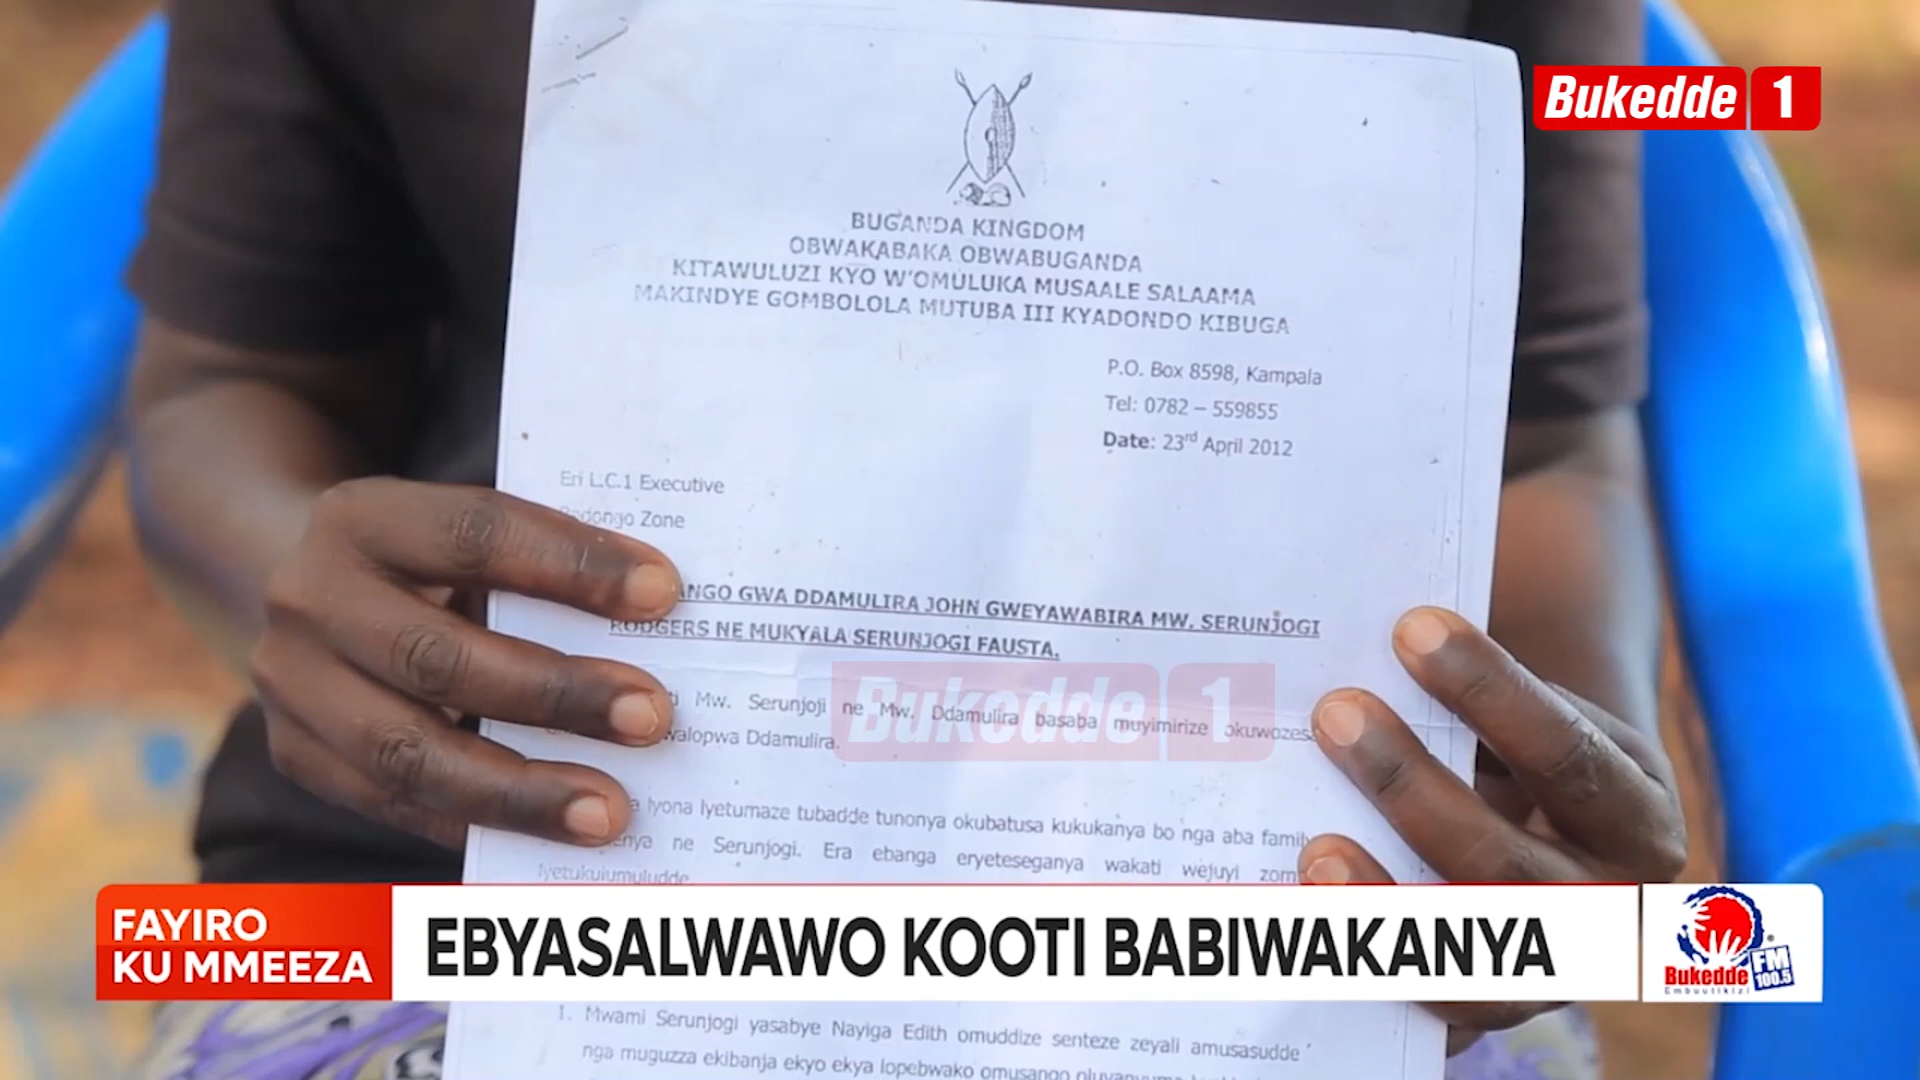 Bukedde 1
BUGANDA KINGDOM
OBWAKABAKA OBWABUGANDA
KITAWULUZI KYO W'OMULUKA MUSAALE SALAAMA
MAKINDYE GOMBOLOLA MUTUBA III KYADONDO KIBUGA
P.O. Box 8598, Kampala
Tel: 0782 – 559855
Date: 23rd April 2012
Eri L.C.1 Executive
Zone
GWA DDAMULIRA JOHN GWEYAWABIRA MW. SERUNJOGI
RODGERS NE MUKYALA SERUNJOGI FAUSTA.
Mw. Serunjoji ne Mw. Ddamulira basaba muyimirize
Ddamulira.
Bukedde 1
lyona lyetumaze tubadde tunonya okubatusa kukukanya bo nga aba
ne Serunjogi. Era ebanga eryeteseganya wakati wejuyi
lyetukulumuludde.
FAYIRO
KU MMEEZA
EBYASALWAWO KOOTI BABIWAKANYA
Bukedde
FM
100.5
Embuutikizi
1. Mwami Serunjogi yasabye Nayiga Edith omuddize senteze zeyali amusasudde
nga muguzza ekibanja ekyo ekya lopebwako omusango